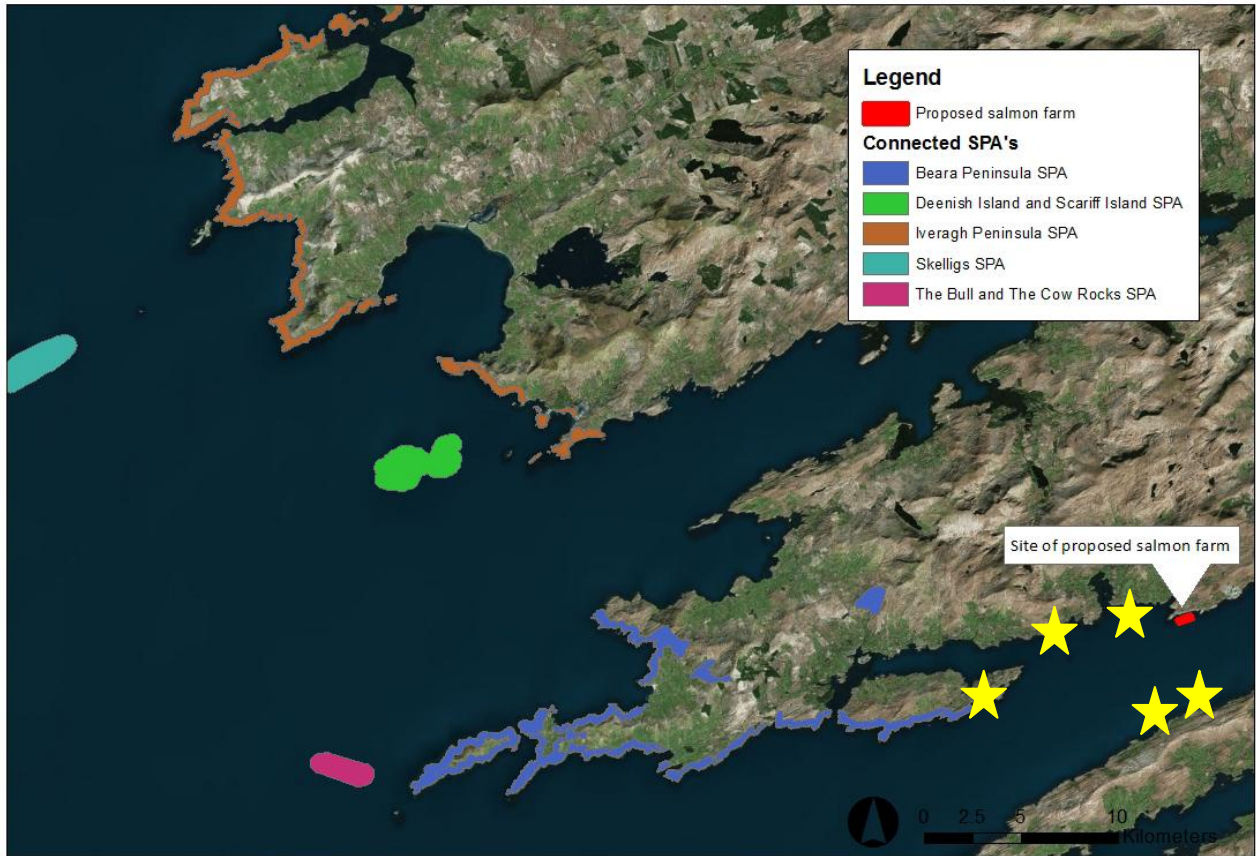 Legend
Proposed salmon farm
Connected SPA's
Beara Peninsula SPA
Deenish Island and Scariff Island SPA
Iveragh Peninsula SPA
Skelligs SPA
The Bull and The Cow Rocks SPA
Site of proposed salmon farm
0 2.5 5 10
Kilometers